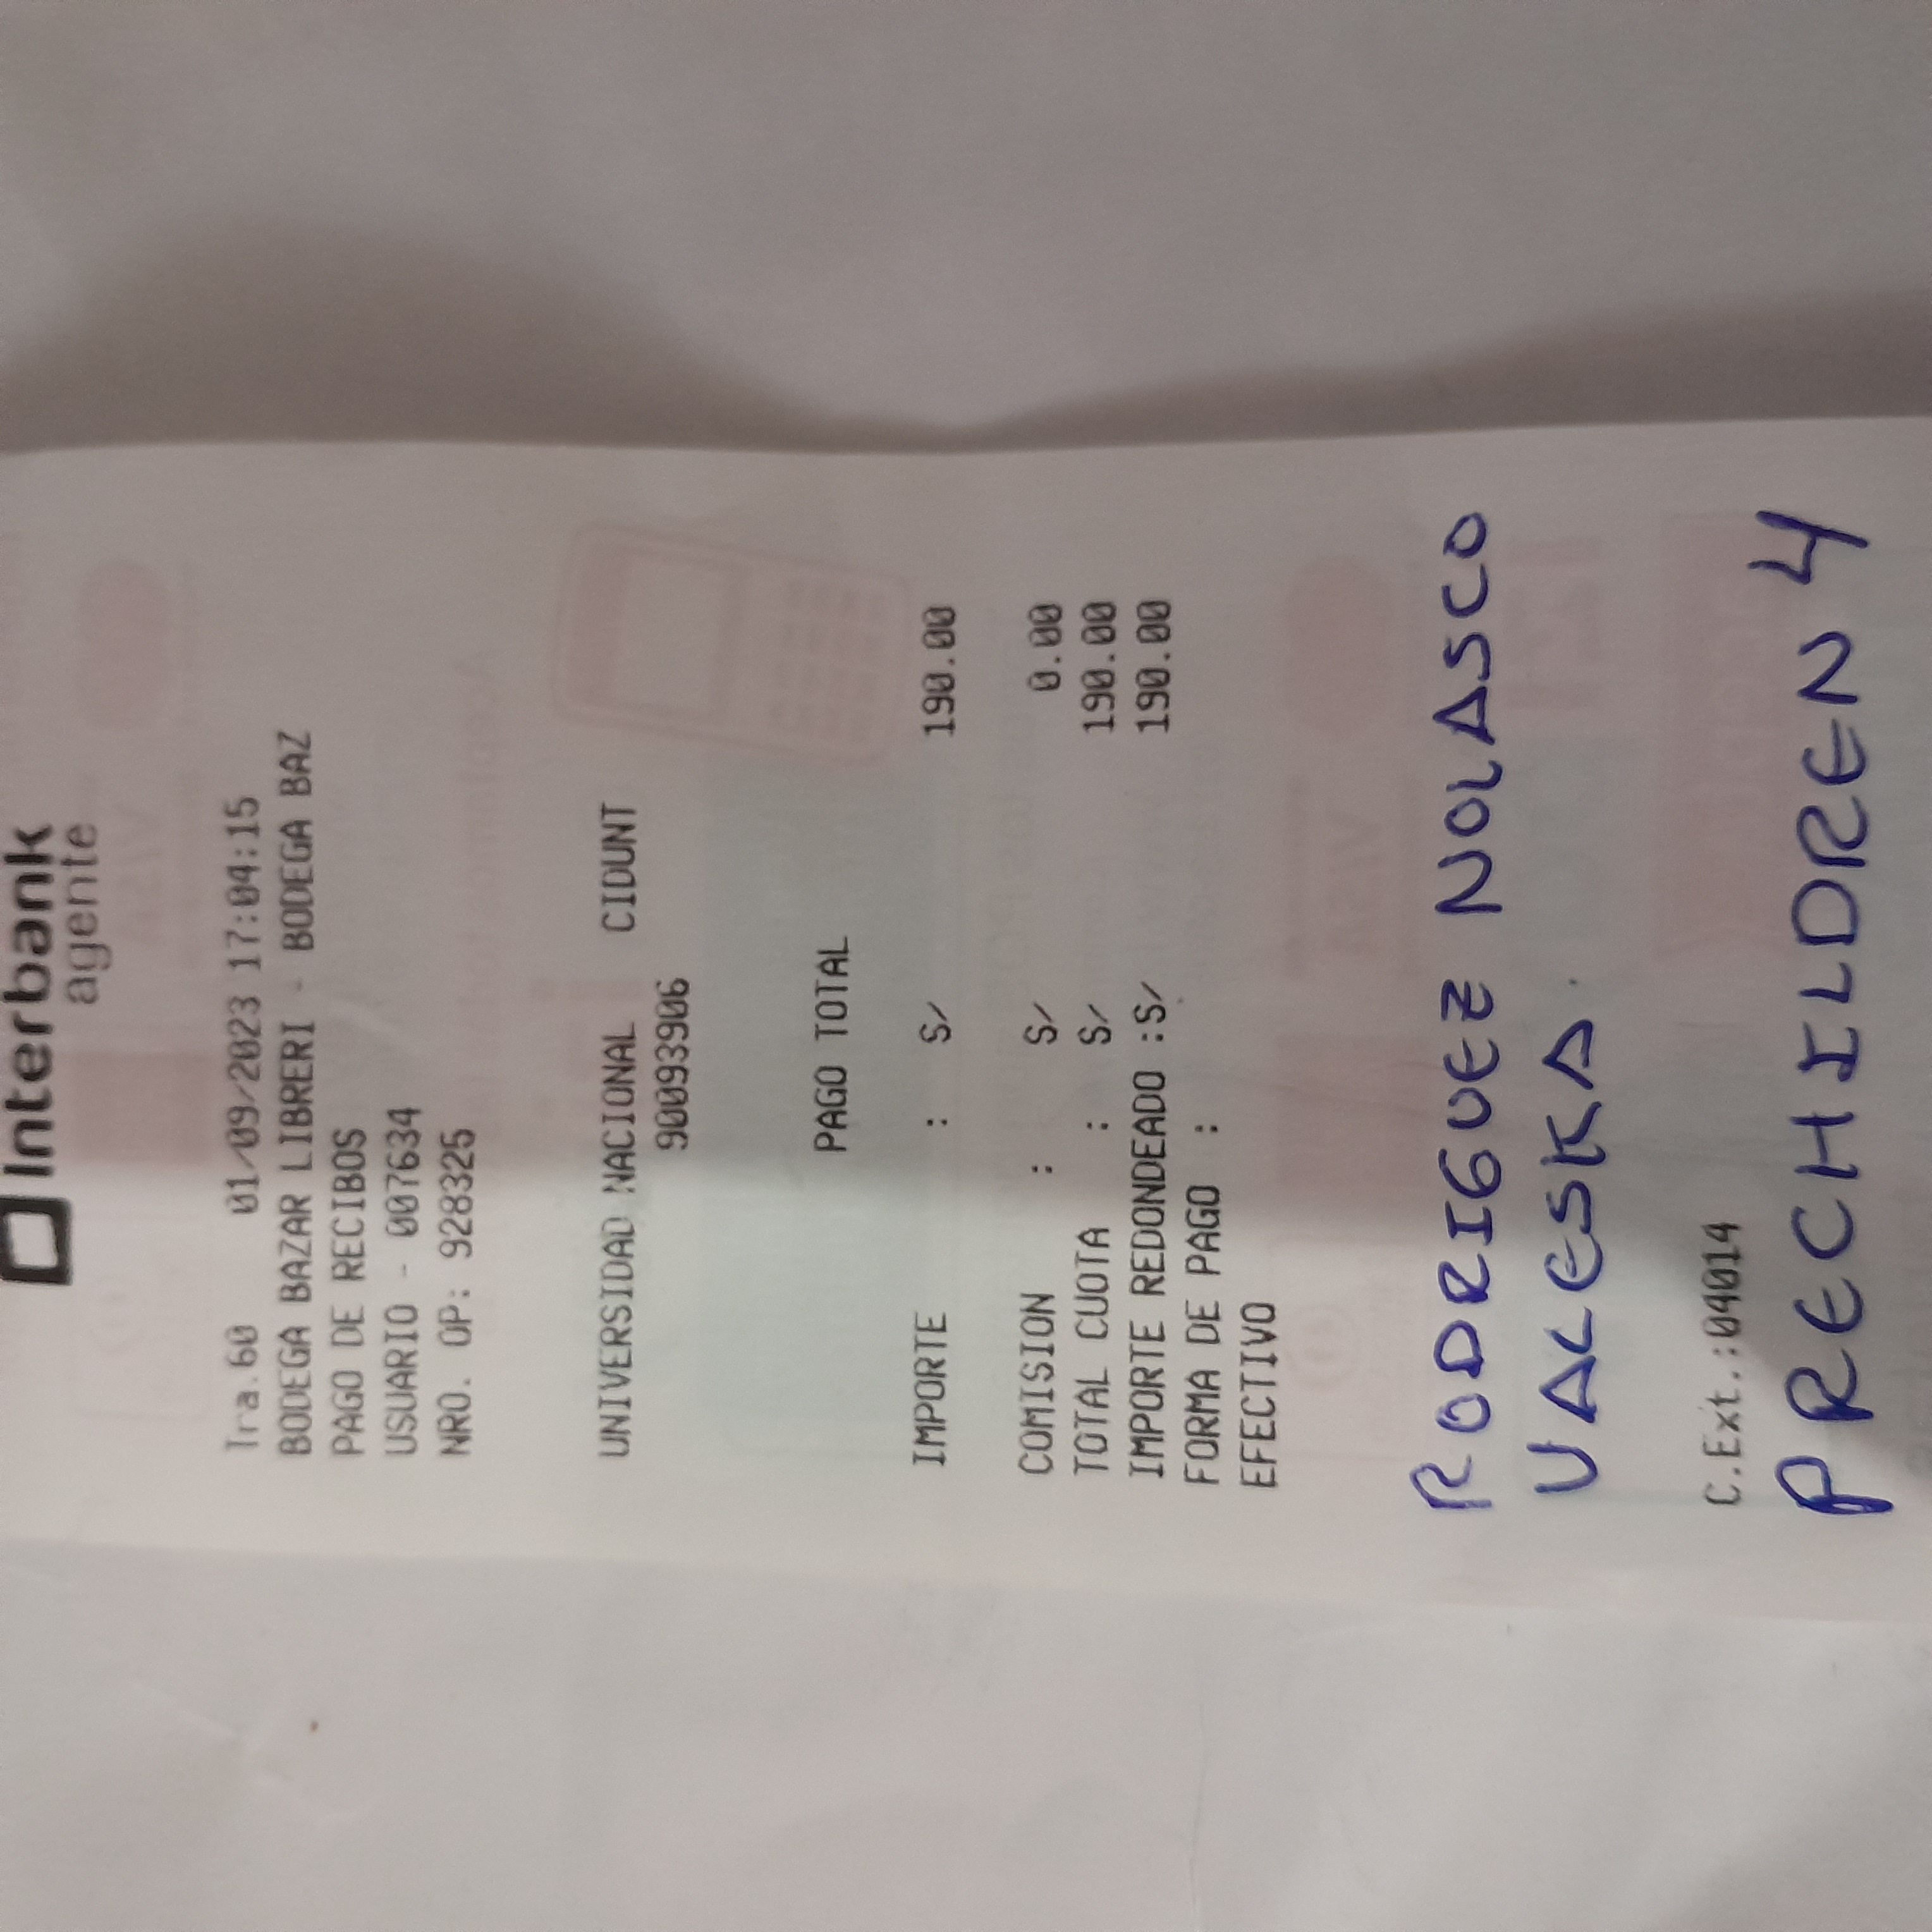 Interbank
agente
Tra.60 01/09/2023 17:04:15
BODEGA BAZAR LIBRERI - BODEGA BAZ
PAGO DE RECIBOS
USUARIO - 007634
NRO. OP: 928325
UNIVERSIDAD NACIONAL CIDUNT
90093906
PAGO TOTAL
IMPORTE : S/ 190.00
COMISION : S/ 0.00
TOTAL CUOTA : S/ 190.00
IMPORTE REDONDEADO :S/ 190.00
FORMA DE PAGO :
EFECTIVO
RODRIGUEZ NOLASCO
VALESKA.
C.Ext.:04014
PRECHILDREN 4